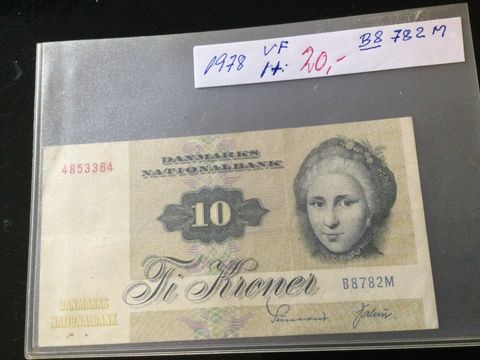 1978 VF 1+: 20,- B8 782 M
4853364
DANMARKS
NATIONALBANK
10
Ti Kroner
B8782M
DANMARKS
NATIONALBANK